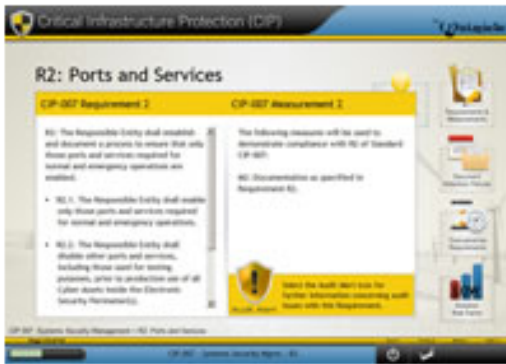 Critical Infrastructure Protection (CIP)
R2: Ports and Services
CIP-007 Requirement 2
CIP-007 Measurement 2
R2: The Responsible Entity shall establish
and document a process to ensure that only
those ports and services required for
normal and emergency operations are
enabled.
• R2.1. The Responsible Entity shall enable
only those ports and services required
for normal and emergency operations.
• R2.2. The Responsible Entity shall
disable other ports and services,
including those used for testing
purposes, prior to production use of all
Cyber Assets inside the Electronic
Security Perimeter(s).
The following measures will be used to
demonstrate compliance with R2 of Standard
CIP-007:
M2: Documentation as specified in
Requirement R2.
Select the Audit Alert icon for
further information concerning audit
issues with this Requirement.
CIP-007 Systems Security Management : R2: Ports and Services
CIP-007 Systems Security Mgmt. - R2